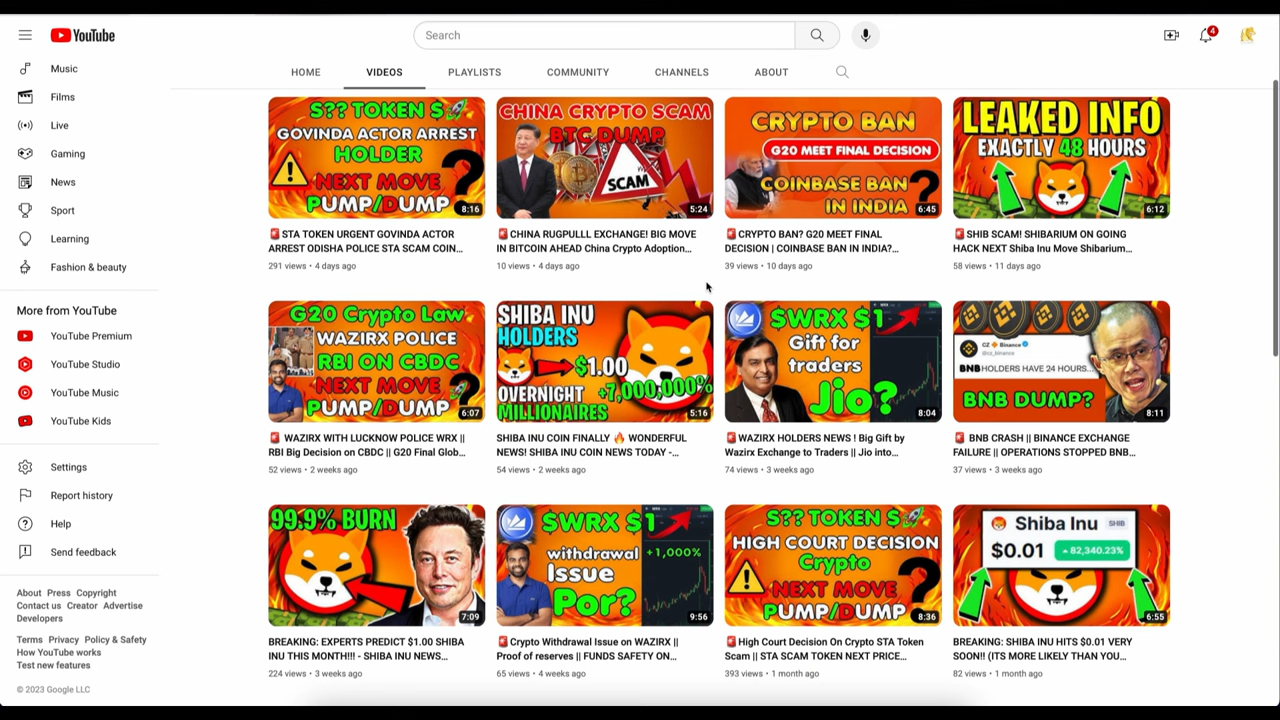 YouTube
Search
4
Music
Films
Live
Gaming
News
Sport
Learning
Fashion & beauty
More from YouTube
YouTube Premium
YouTube Studio
YouTube Music
YouTube Kids
Settings
Report history
Help
Send feedback
About Press Copyright
Contact us Creator Advertise
Developers
Terms Privacy Policy & Safety
How YouTube works
Test new features
© 2023 Google LLC
HOME VIDEOS PLAYLISTS COMMUNITY CHANNELS ABOUT
S?? TOKEN $
GOVINDA ACTOR ARREST
HOLDER
NEXT MOVE
PUMP/DUMP
?
8:16
STA TOKEN URGENT GOVINDA ACTOR
ARREST ODISHA POLICE STA SCAM COIN...
291 views • 4 days ago
CHINA CRYPTO SCAM
BTC DUMP
SCAM
5:24
CHINA RUGPULLL EXCHANGE! BIG MOVE
IN BITCOIN AHEAD China Crypto Adoption...
10 views • 4 days ago
CRYPTO BAN
G20 MEET FINAL DECISION
COINBASE BAN
IN INDIA
?
6:45
CRYPTO BAN? G20 MEET FINAL
DECISION | COINBASE BAN IN INDIA?...
39 views • 10 days ago
LEAKED INFO
EXACTLY 48 HOURS
6:12
SHIB SCAM! SHIBARIUM ON GOING
HACK NEXT Shiba Inu Move Shibarium...
58 views • 11 days ago
G20 Crypto Law
WAZIRX POLICE
RBI ON CBDC
NEXT MOVE
PUMP/DUMP
?
6:07
WAZIRX WITH LUCKNOW POLICE WRX ||
RBI Big Decision on CBDC || G20 Final Glob...
52 views • 2 weeks ago
SHIBA INU
HOLDERS
$1.00
OVERNIGHT +7,000,000%
MILLIONAIRES
5:16
SHIBA INU COIN FINALLY 🔥 WONDERFUL
NEWS! SHIBA INU COIN NEWS TODAY -...
54 views • 2 weeks ago
$WRX $1
Gift for
traders
Jio?
8:04
WAZIRX HOLDERS NEWS ! Big Gift by
Wazirx Exchange to Traders || Jio into...
74 views • 3 weeks ago
CZ Binance
@cz_binance
BNB HOLDERS HAVE 24 HOURS...
BNB DUMP?
8:11
BNB CRASH || BINANCE EXCHANGE
FAILURE || OPERATIONS STOPPED BNB...
37 views • 3 weeks ago
99.9% BURN
7:09
BREAKING: EXPERTS PREDICT $1.00 SHIBA
INU THIS MONTH!!! - SHIBA INU NEWS...
224 views • 3 weeks ago
$WRX $1
withdrawal +1,000%
Issue
Por?
9:56
Crypto Withdrawal Issue on WAZIRX ||
Proof of reserves || FUNDS SAFETY ON...
65 views • 4 weeks ago
S?? TOKEN $
HIGH COURT DECISION
Crypto
NEXT MOVE
PUMP/DUMP
?
8:36
High Court Decision On Crypto STA Token
Scam || STA SCAM TOKEN NEXT PRICE...
393 views • 1 month ago
Shiba Inu SHIB
$0.01 82,340.23%
6:55
BREAKING: SHIBA INU HITS $0.01 VERY
SOON!! (ITS MORE LIKELY THAN YOU...
82 views • 1 month ago